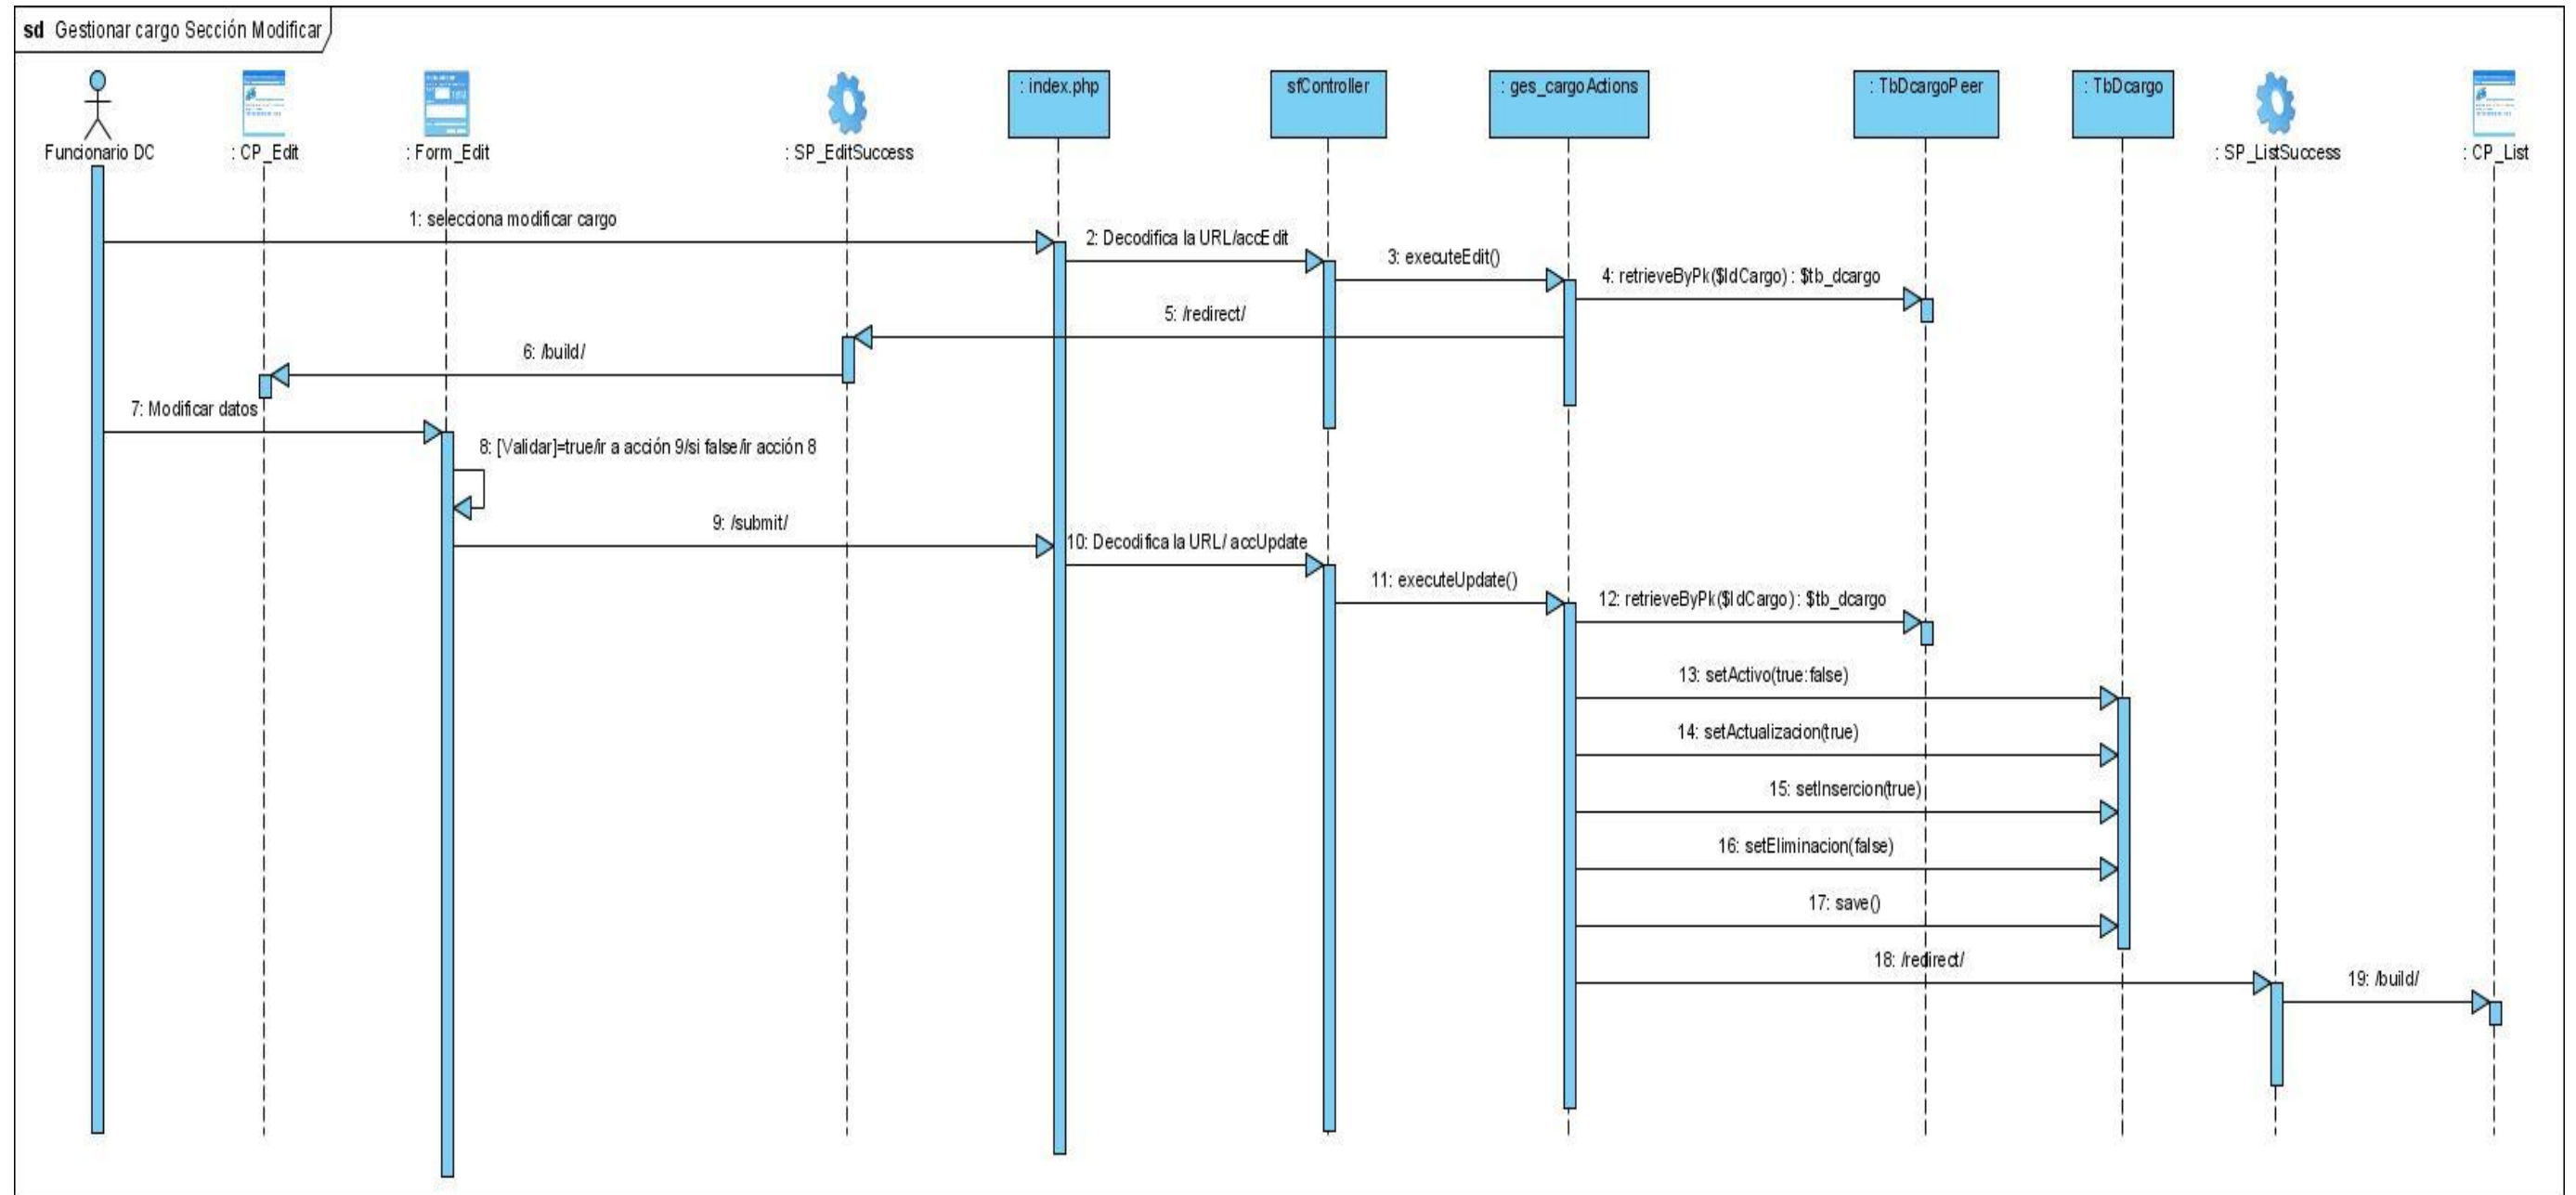 sd Gestionar cargo Sección Modificar
Funcionario DC
: CP_Edit
: Form_Edit
: SP_EditSuccess
: index.php
sfController
: ges_cargoActions
: TbDcargoPeer
: TbDcargo
: SP_ListSuccess
: CP_List
1: selecciona modificar cargo
2: Decodifica la URL/accEdit
3: executeEdit()
4: retrieveByPk($IdCargo) : $tb_dcargo
5: /redirect/
6: /build/
7: Modificar datos
8: [Validar]=true/ir a acción 9/si false/ir acción 8
9: /submit/
10: Decodifica la URL/ accUpdate
11: executeUpdate()
12: retrieveByPk($IdCargo) : $tb_dcargo
13: setActivo(true:false)
14: setActualizacion(true)
15: setInsercion(true)
16: setEliminacion(false)
17: save()
18: /redirect/
19: /build/